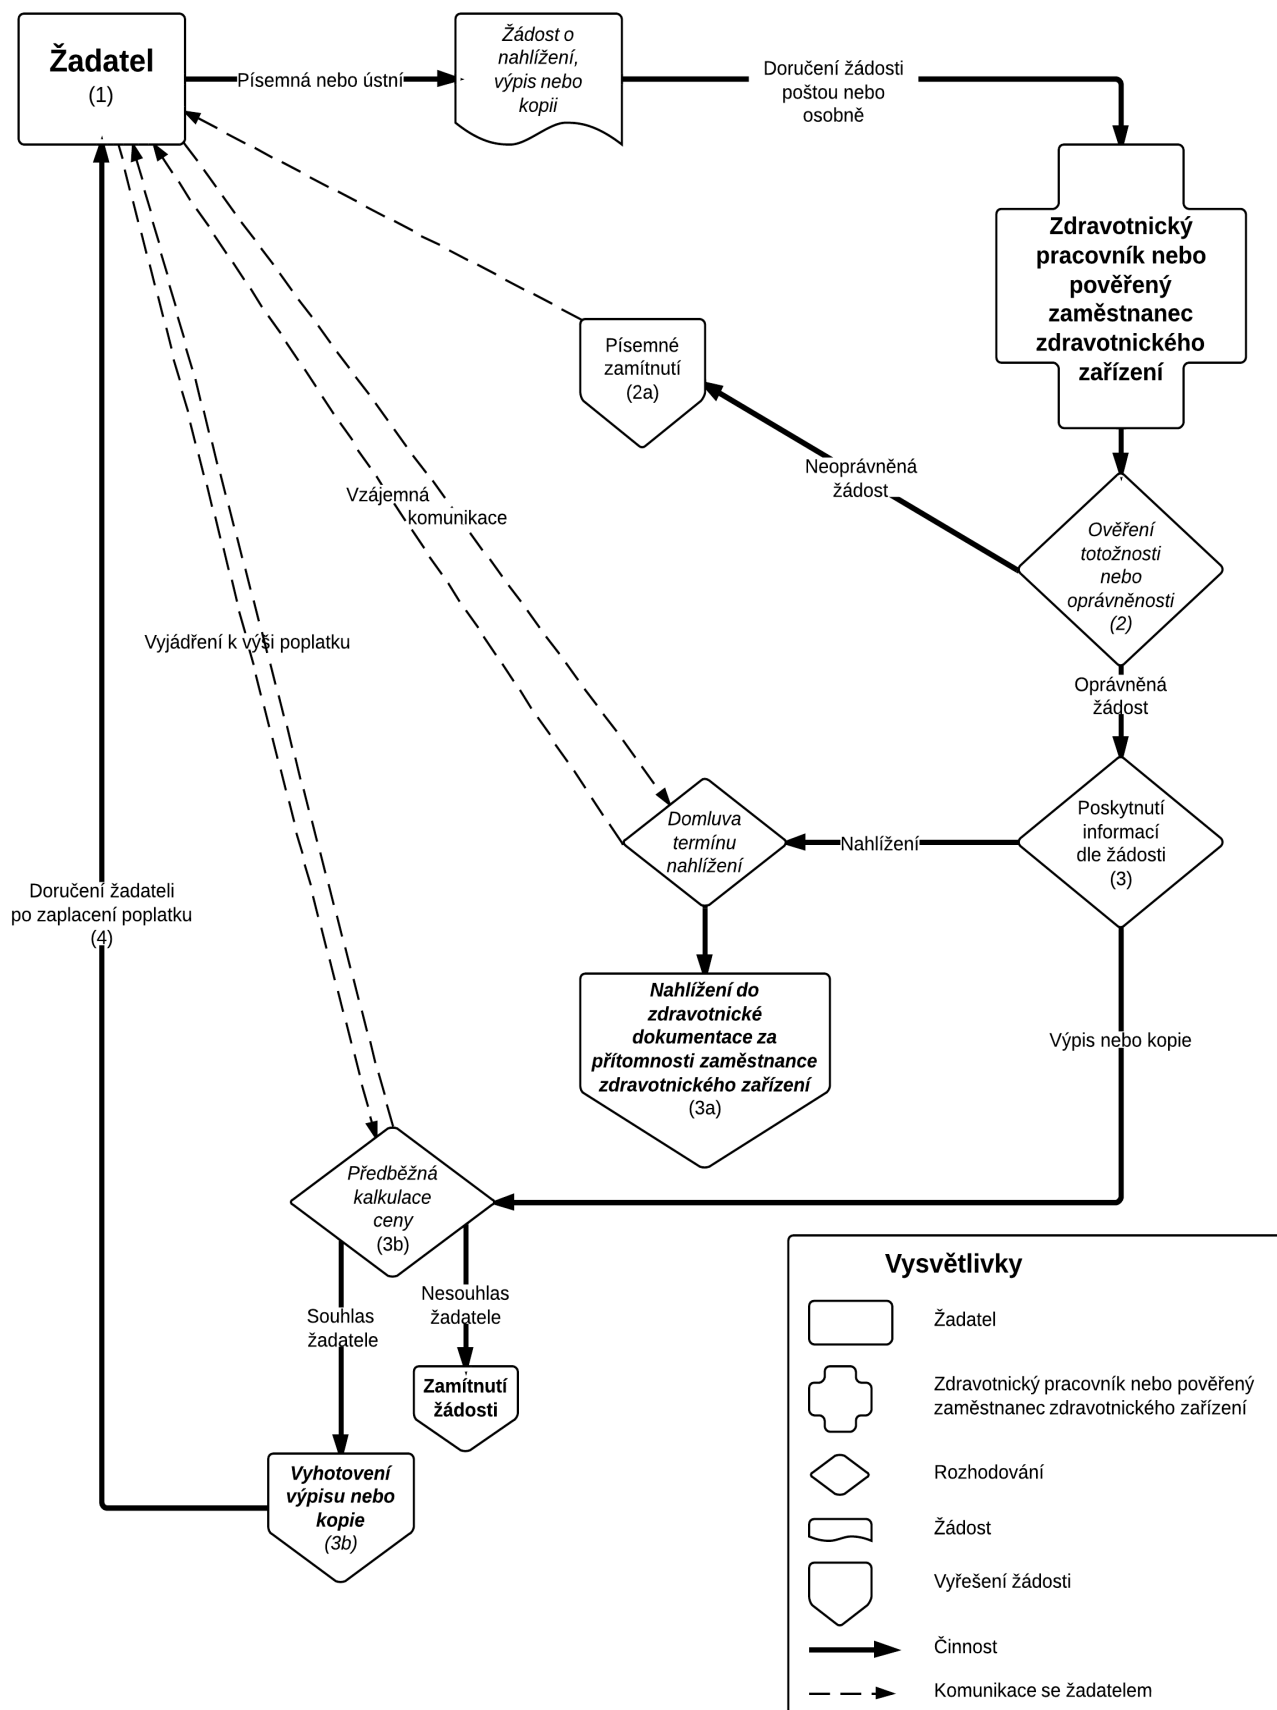 Žadatel
(1)
Písemná nebo ústní
Žádost o
nahlížení,
výpis nebo
kopii
Doručení žádosti
poštou nebo
osobně
Zdravotnický
pracovník nebo
pověřený
zaměstnanec
zdravotnického
zařízení
Písemné
zamítnutí
(2a)
Neoprávněná
žádost
Ověření
totožnosti
nebo
oprávněnosti
(2)
Vzájemná
komunikace
Vyjádření k výši poplatku
Oprávněná
žádost
Poskytnutí
informací
dle žádosti
(3)
Nahlížení
Domluva
termínu
nahlížení
Doručení žadateli
po zaplacení poplatku
(4)
Nahlížení do
zdravotnické
dokumentace za
přítomnosti zaměstnance
zdravotnického zařízení
(3a)
Výpis nebo kopie
Předběžná
kalkulace
ceny
(3b)
Souhlas
žadatele
Nesouhlas
žadatele
Zamítnutí
žádosti
Vyhotovení
výpisu nebo
kopie
(3b)
Vysvětlivky
Žadatel
Zdravotnický pracovník nebo pověřený
zaměstnanec zdravotnického zařízení
Rozhodování
Žádost
Vyřešení žádosti
Činnost
Komunikace se žadatelem